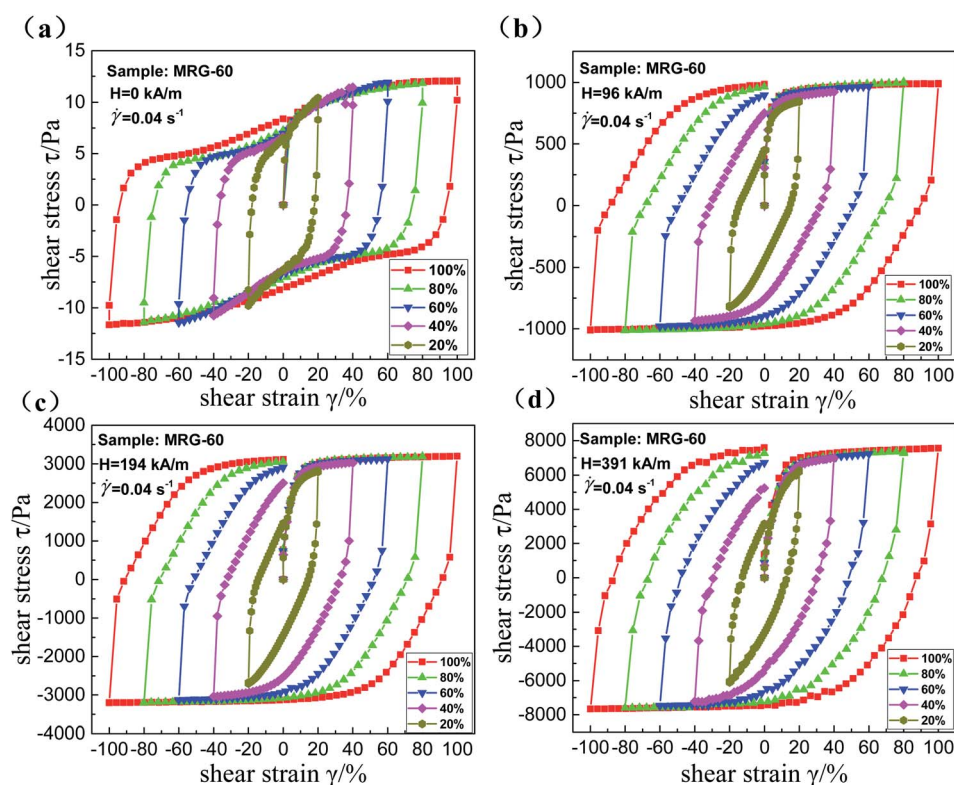 (a)
15
10
5
0
-5
-10
-15
shear stress τ/Pa
Sample: MRG-60
H=0 kA/m
γ̇=0.04 s⁻¹
100%
80%
60%
40%
20%
-100 -80 -60 -40 -20 0 20 40 60 80 100
shear strain γ/%
(b)
1000
500
0
-500
-1000
shear stress τ/Pa
Sample: MRG-60
H=96 kA/m
γ̇=0.04 s⁻¹
100%
80%
60%
40%
20%
-100 -80 -60 -40 -20 0 20 40 60 80 100
shear strain γ/%
(c)
4000
3000
2000
1000
0
-1000
-2000
-3000
-4000
shear stress τ/Pa
Sample: MRG-60
H=194 kA/m
γ̇=0.04 s⁻¹
100%
80%
60%
40%
20%
-100 -80 -60 -40 -20 0 20 40 60 80 100
shear strain γ/%
(d)
8000
6000
4000
2000
0
-2000
-4000
-6000
-8000
shear stress τ/Pa
Sample: MRG-60
H=391 kA/m
γ̇=0.04 s⁻¹
100%
80%
60%
40%
20%
-100 -80 -60 -40 -20 0 20 40 60 80 100
shear strain γ/%